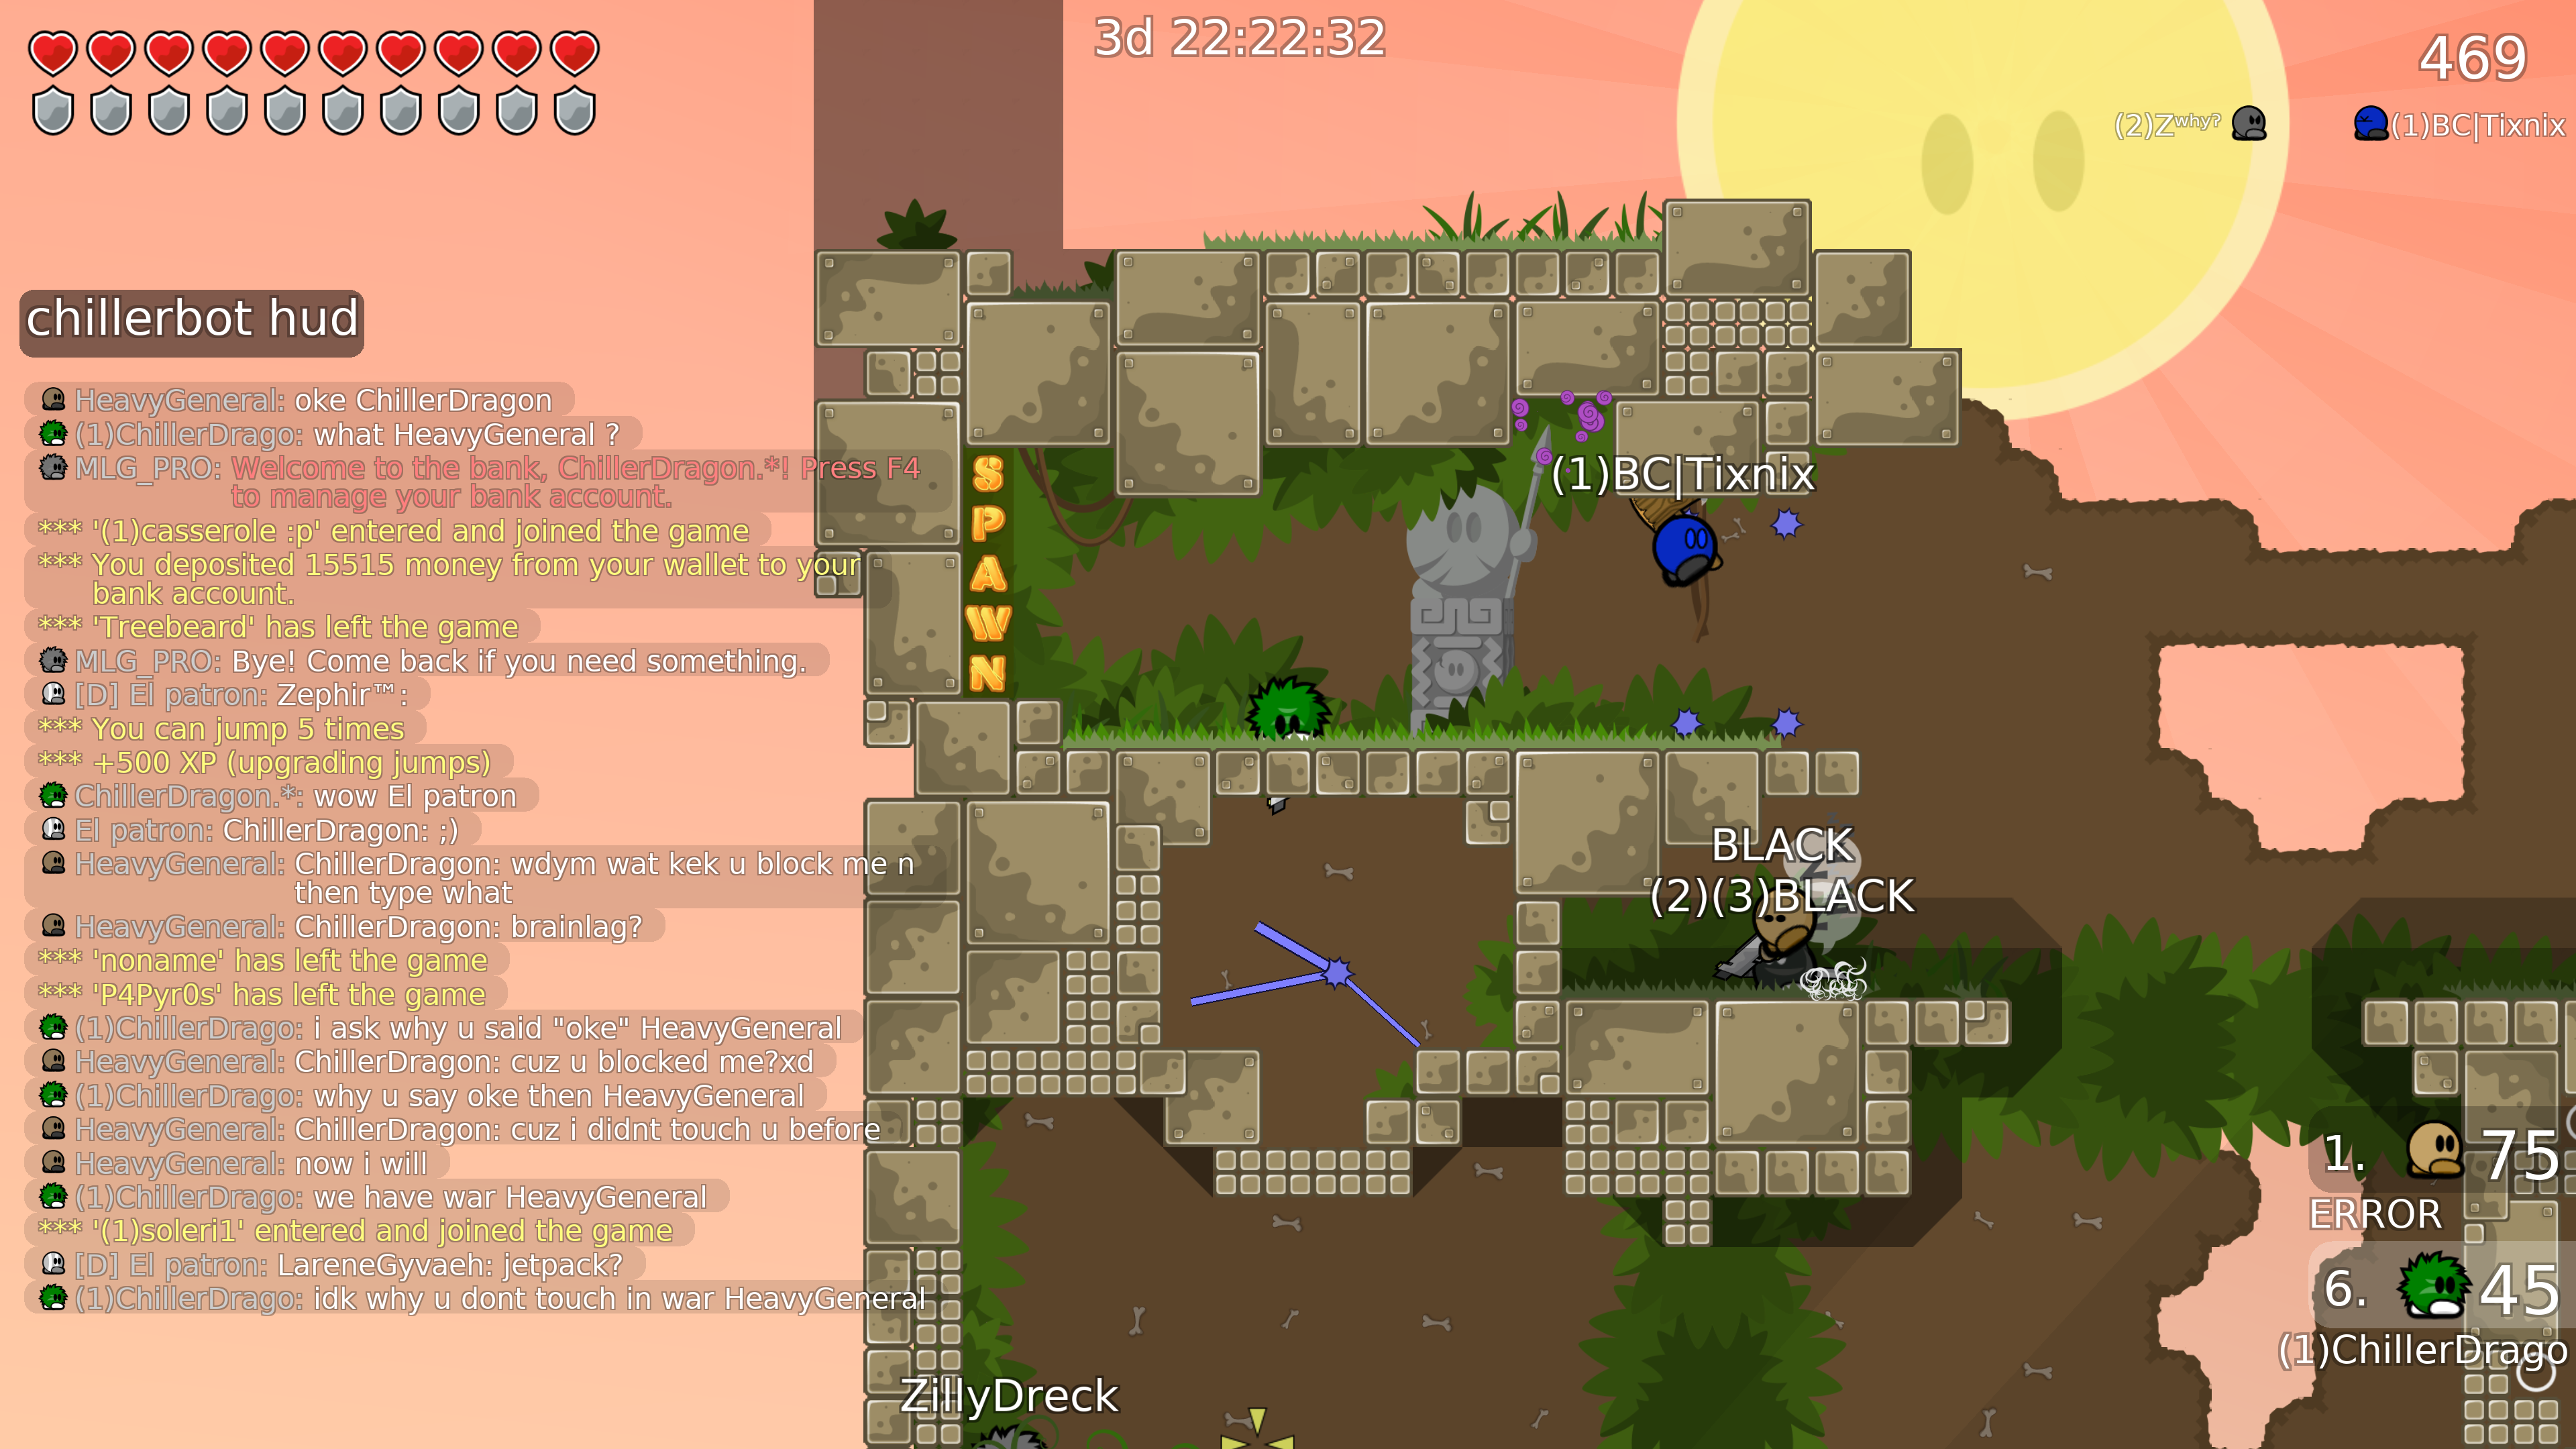 3d 22:22:32
469
(2)Zwhy?
(1)BC|Tixnix
chillerbot hud
HeavyGeneral: oke ChillerDragon
(1)ChillerDrago: what HeavyGeneral ?
MLG_PRO: Welcome to the bank, ChillerDragon.*! Press F4
to manage your bank account.
*** '(1)casserole :p' entered and joined the game
*** You deposited 15515 money from your wallet to your
bank account.
*** 'Treebeard' has left the game
MLG_PRO: Bye! Come back if you need something.
[D] El patron: Zephir™:
*** You can jump 5 times
*** +500 XP (upgrading jumps)
ChillerDragon.*: wow El patron
El patron: ChillerDragon: ;)
HeavyGeneral: ChillerDragon: wdym wat kek u block me n
then type what
HeavyGeneral: ChillerDragon: brainlag?
*** 'noname' has left the game
*** 'P4Pyr0s' has left the game
(1)ChillerDrago: i ask why u said "oke" HeavyGeneral
HeavyGeneral: ChillerDragon: cuz u blocked me?xd
(1)ChillerDrago: why u say oke then HeavyGeneral
HeavyGeneral: ChillerDragon: cuz i didnt touch u before
HeavyGeneral: now i will
(1)ChillerDrago: we have war HeavyGeneral
*** '(1)soleri1' entered and joined the game
[D] El patron: LareneGyvaeh: jetpack?
(1)ChillerDrago: idk why u dont touch in war HeavyGeneral
SPAWN
(1)BC|Tixnix
BLACK
(2)(3)BLACK
ZillyDreck
1. 75
ERROR
6. 45
(1)ChillerDrago